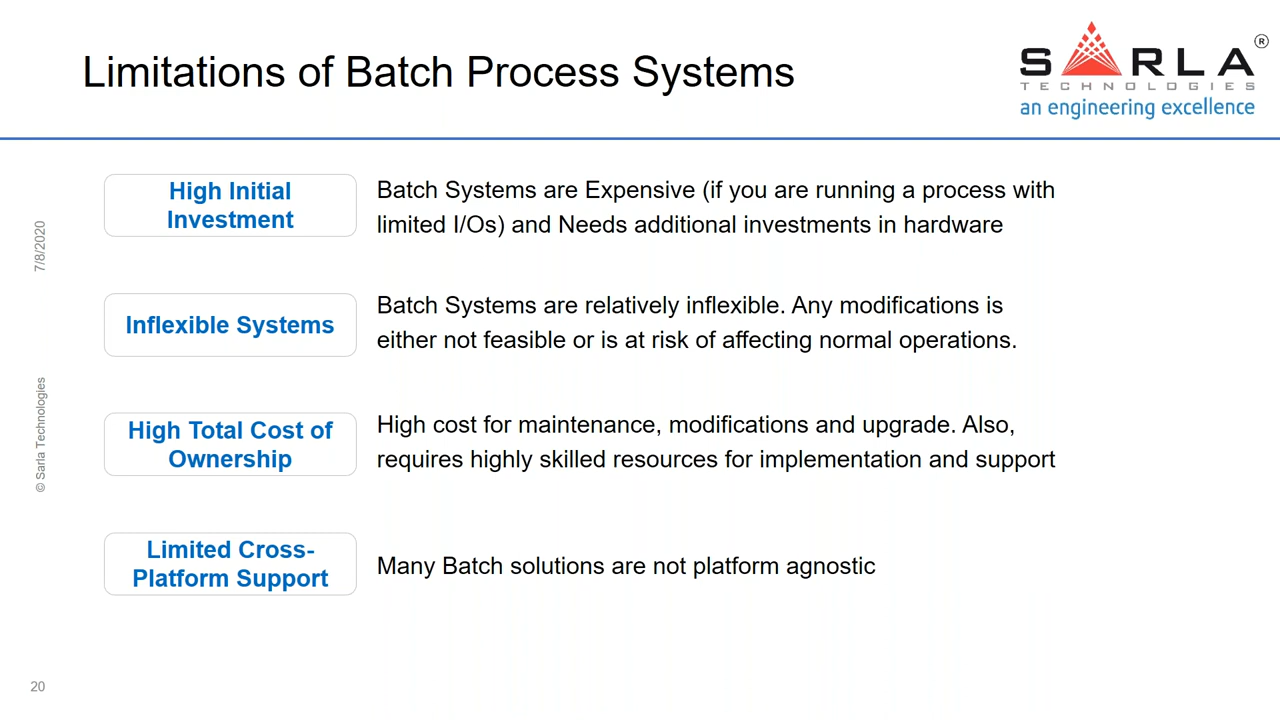 Limitations of Batch Process Systems
SARLA
®
TECHNOLOGIES
an engineering excellence
High Initial
Investment
Batch Systems are Expensive (if you are running a process with
limited I/Os) and Needs additional investments in hardware
7/8/2020
Inflexible Systems
Batch Systems are relatively inflexible. Any modifications is
either not feasible or is at risk of affecting normal operations.
High Total Cost of
Ownership
High cost for maintenance, modifications and upgrade. Also,
requires highly skilled resources for implementation and support
© Sarla Technologies
Limited Cross-
Platform Support
Many Batch solutions are not platform agnostic
20